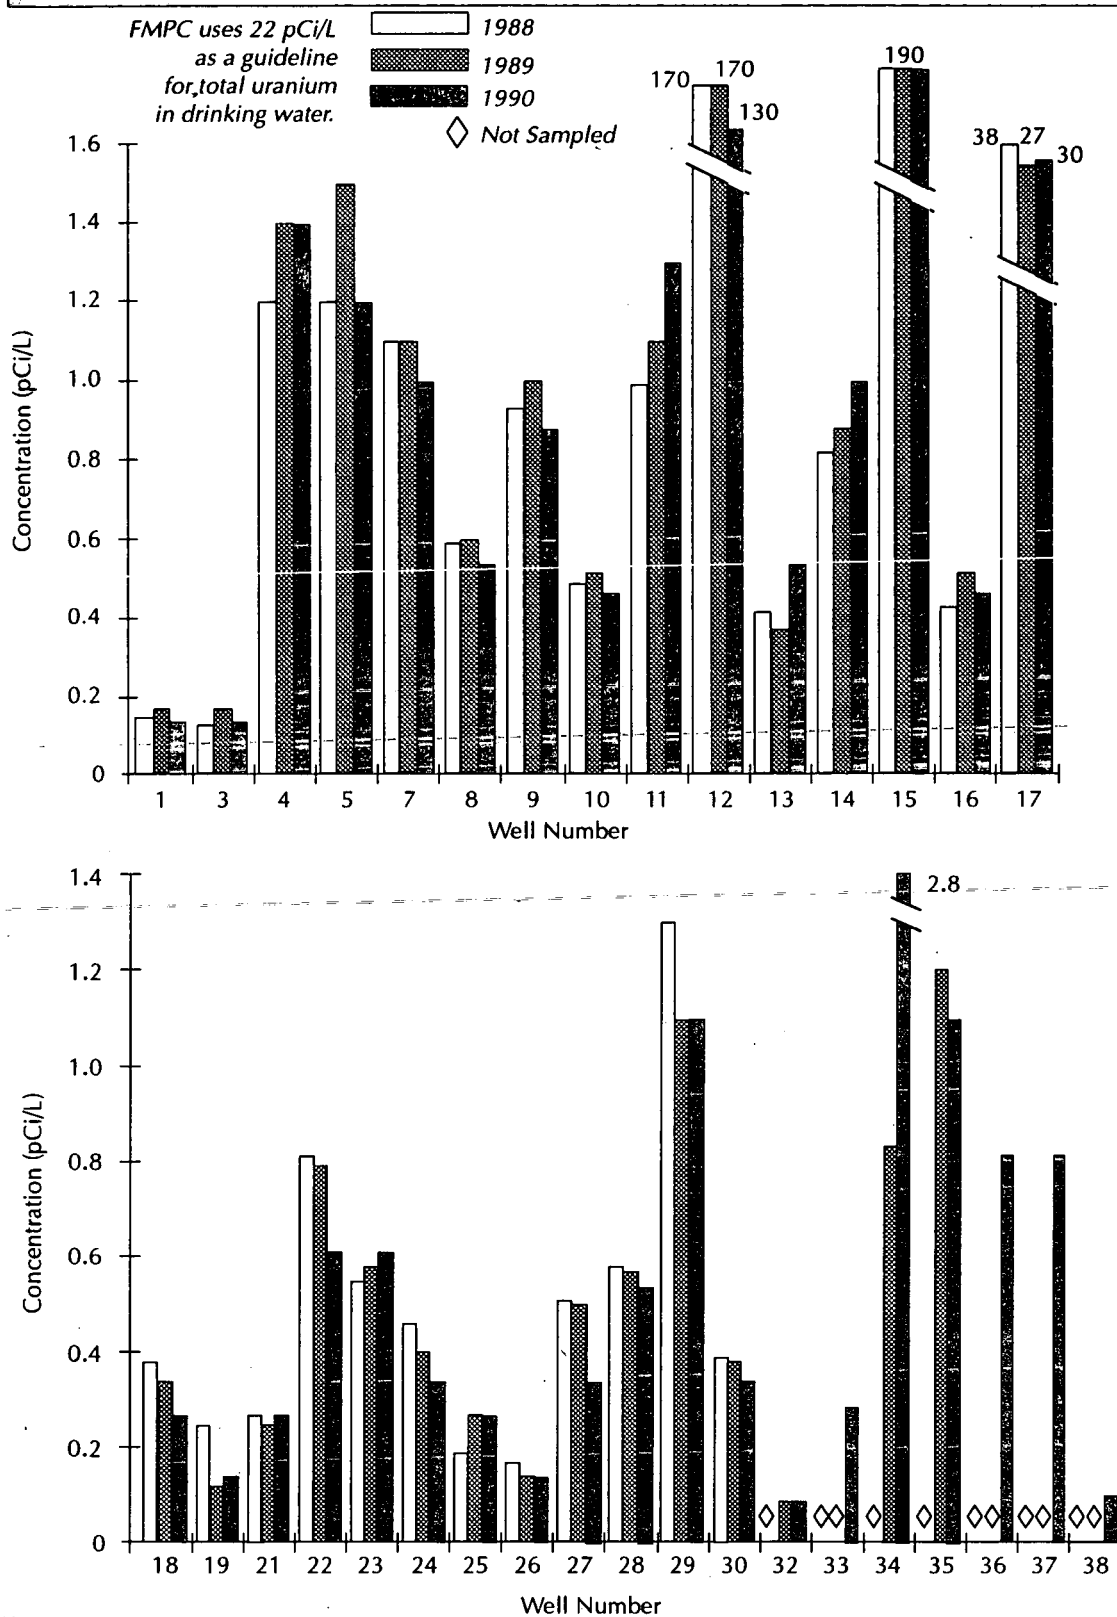 FMPC uses 22 pCi/L
as a guideline
for total uranium
in drinking water.
1988
1989
1990
Not Sampled
170 170 130 190 38 27 30
1.6
1.4
1.2
1.0
0.8
0.6
0.4
0.2
0
Concentration (pCi/L)
1 3 4 5 7 8 9 10 11 12 13 14 15 16 17
Well Number
2.8
1.4
1.2
1.0
0.8
0.6
0.4
0.2
0
Concentration (pCi/L)
18 19 21 22 23 24 25 26 27 28 29 30 32 33 34 35 36 37 38
Well Number